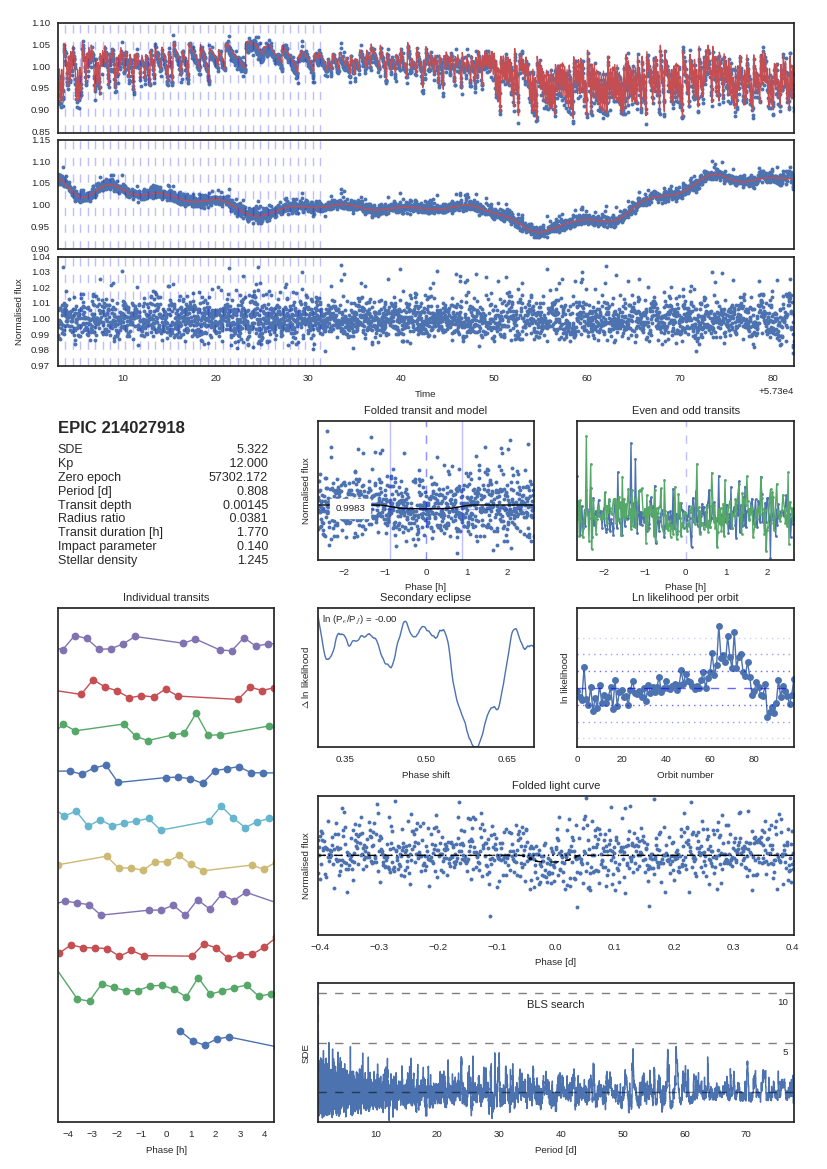 1.10
1.05
1.00
0.95
0.90
0.85
1.15
1.10
1.05
1.00
0.95
0.90
1.04
1.03
1.02
1.01
1.00
0.99
0.98
0.97
Normalised flux
10 20 30 40 50 60 70 80
Time
+5.73e4
EPIC 214027918
SDE 5.322
Kp 12.000
Zero epoch 57302.172
Period [d] 0.808
Transit depth 0.00145
Radius ratio 0.0381
Transit duration [h] 1.770
Impact parameter 0.140
Stellar density 1.245
Folded transit and model
Normalised flux
0.9983
−2 −1 0 1 2
Phase [h]
Even and odd transits
−2 −1 0 1 2
Phase [h]
Individual transits
−4 −3 −2 −1 0 1 2 3 4
Phase [h]
Secondary eclipse
ln (Pₑ/P𝑓) = -0.00
Δ ln likelihood
0.35 0.50 0.65
Phase shift
Ln likelihood per orbit
ln likelihood
0 20 40 60 80
Orbit number
Folded light curve
Normalised flux
−0.4 −0.3 −0.2 −0.1 0.0 0.1 0.2 0.3 0.4
Phase [d]
BLS search
10
5
SDE
10 20 30 40 50 60 70
Period [d]